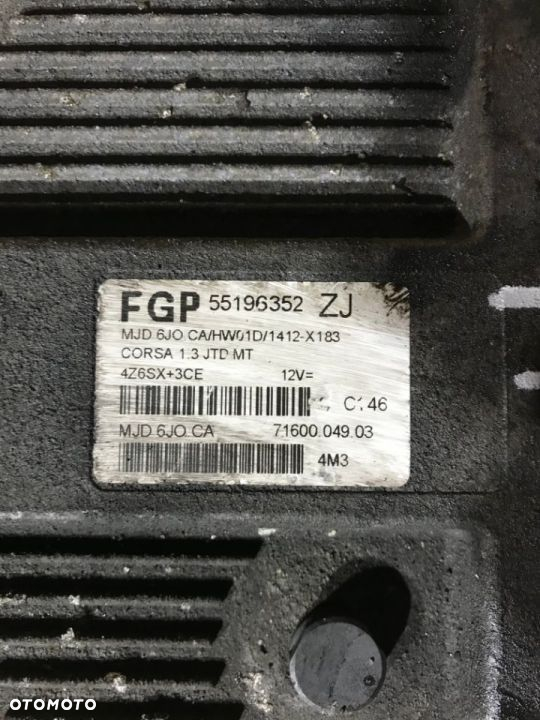 FGP 55196352 ZJ
MJD 6JO CA/HW01D/1412-X183
CORSA 1.3 JTD MT
4Z6SX+3CE 12V=
C146
MJD 6JO.CA 71600.049.03
4M3
OTOMOTO